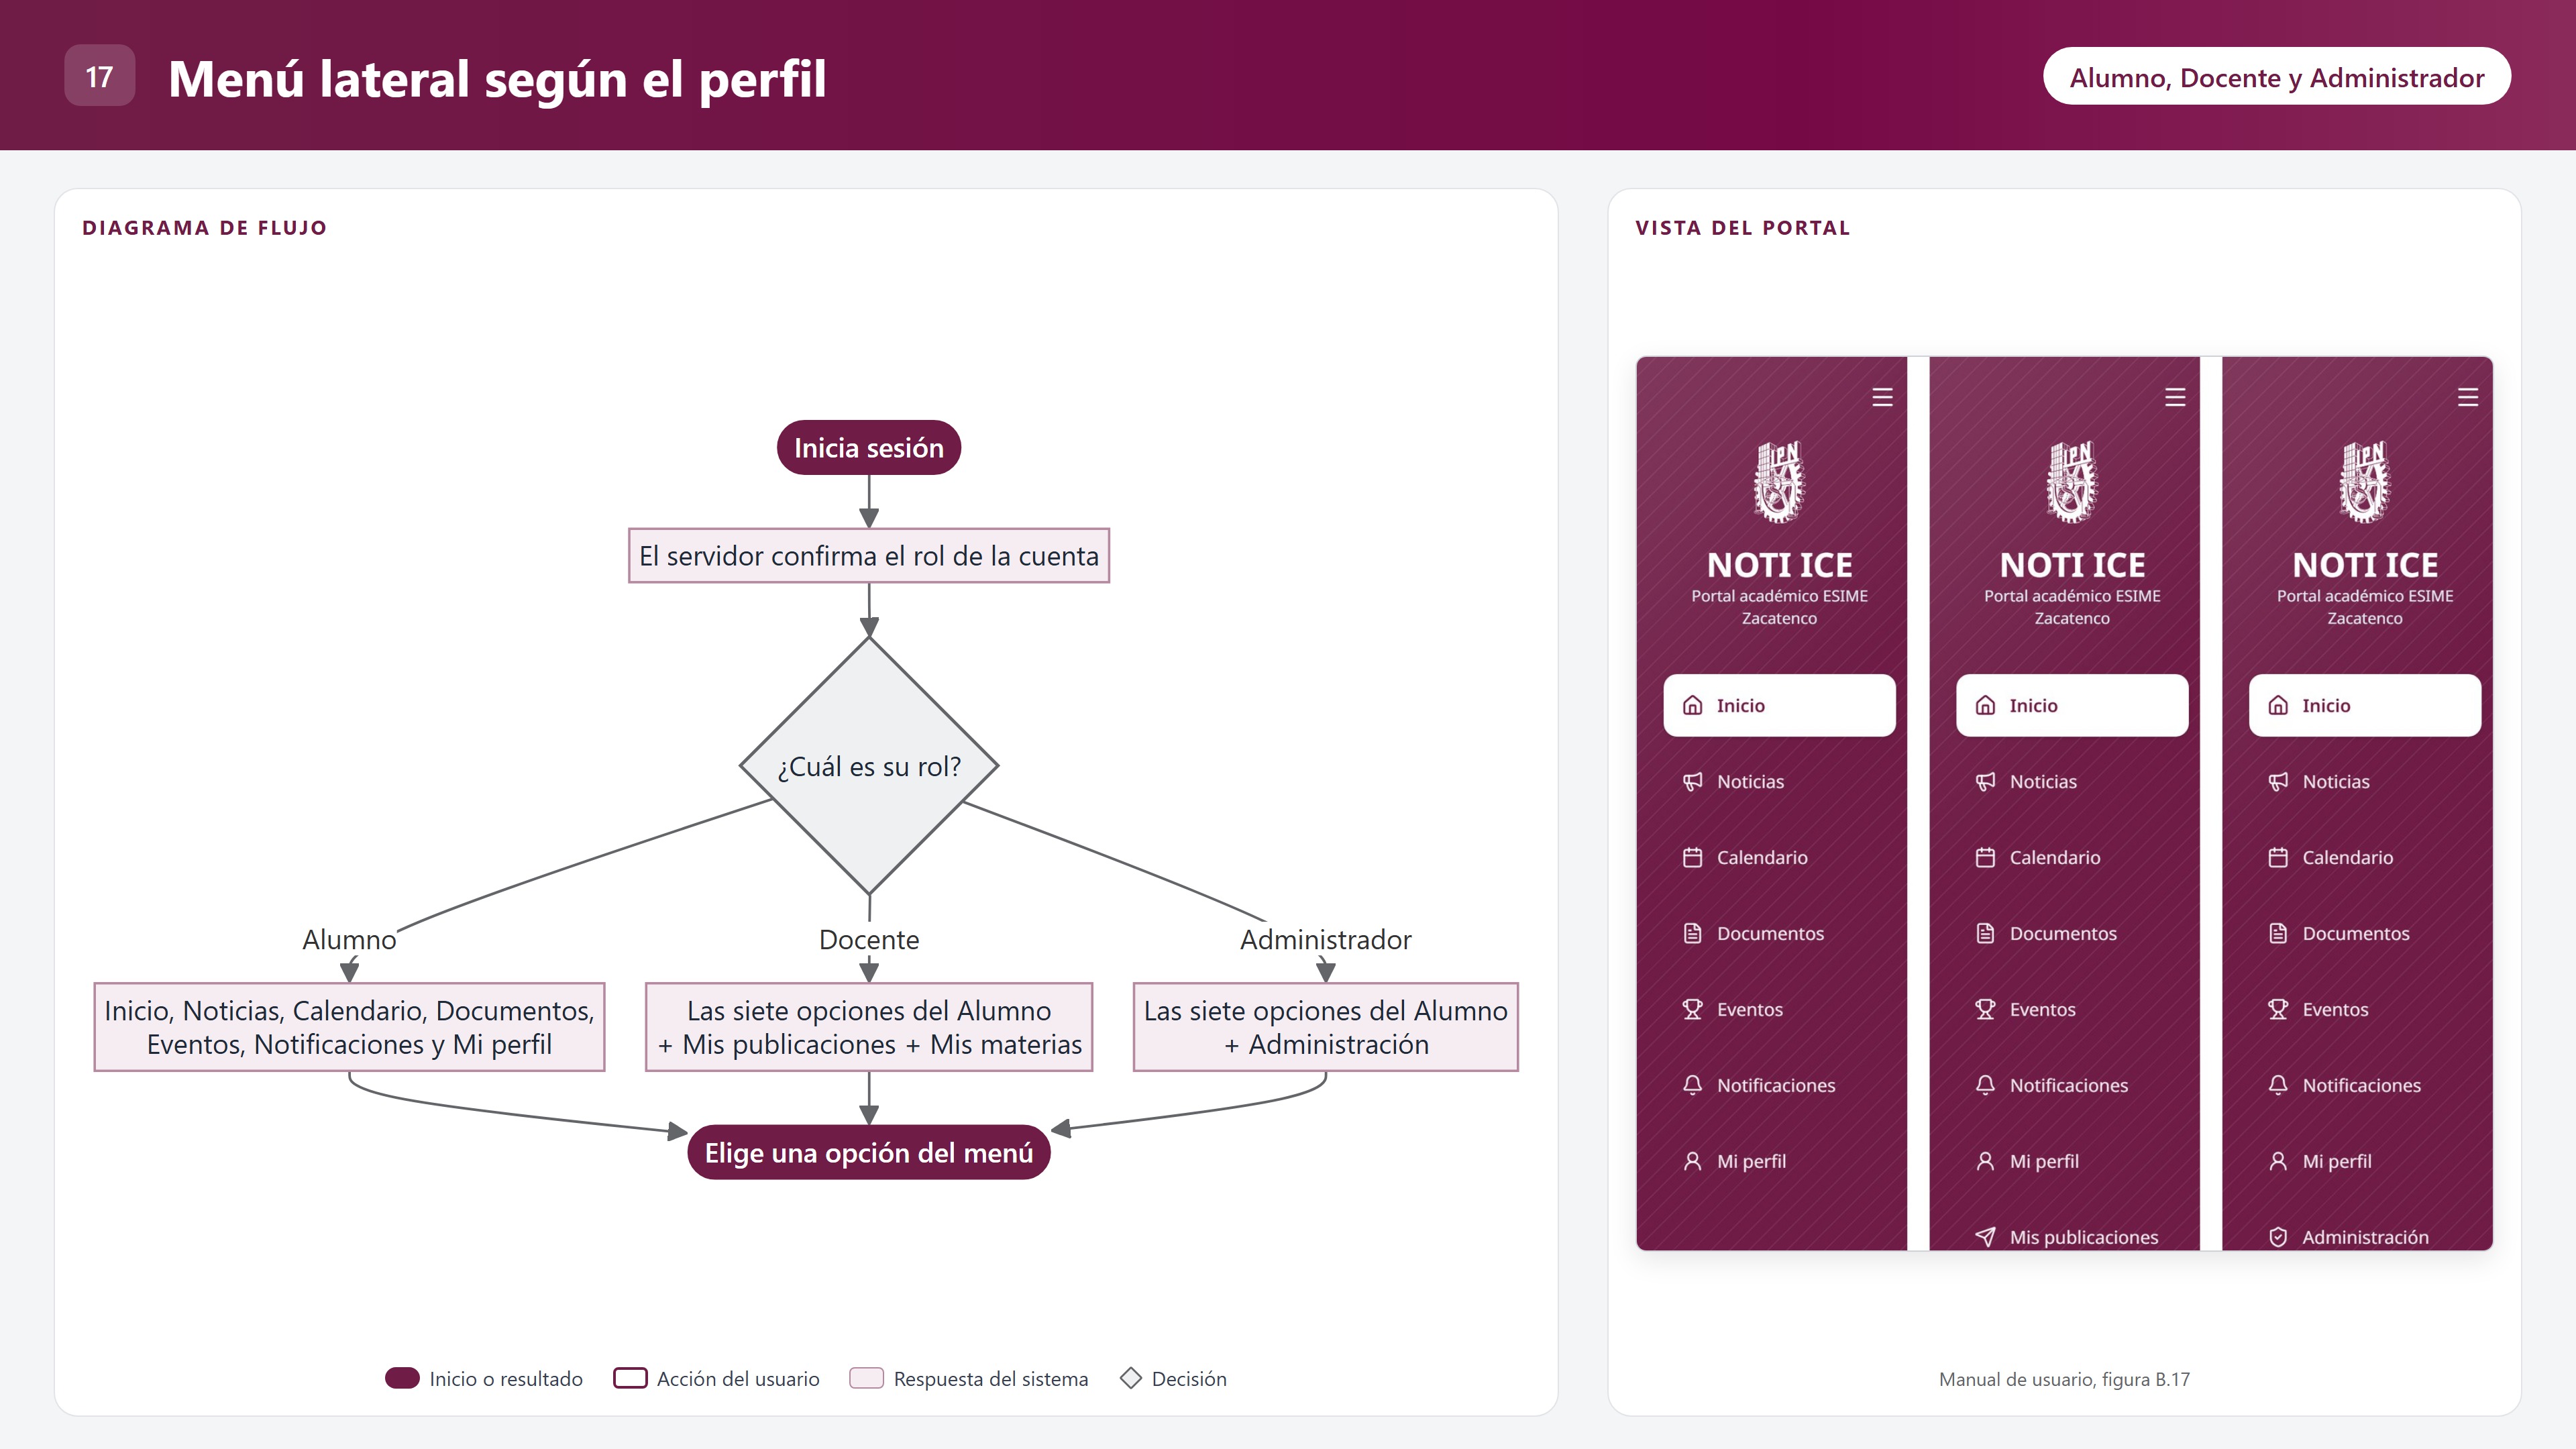 17
Menú lateral según el perfil
Alumno, Docente y Administrador
DIAGRAMA DE FLUJO
Inicia sesión
El servidor confirma el rol de la cuenta
¿Cuál es su rol?
Alumno
Docente
Administrador
Inicio, Noticias, Calendario, Documentos,
Eventos, Notificaciones y Mi perfil
Las siete opciones del Alumno
+ Mis publicaciones + Mis materias
Las siete opciones del Alumno
+ Administración
Elige una opción del menú
Inicio o resultado
Acción del usuario
Respuesta del sistema
Decisión
VISTA DEL PORTAL
IPN
NOTI ICE
Portal académico ESIME
Zacatenco
Inicio
Noticias
Calendario
Documentos
Eventos
Notificaciones
Mi perfil
IPN
NOTI ICE
Portal académico ESIME
Zacatenco
Inicio
Noticias
Calendario
Documentos
Eventos
Notificaciones
Mi perfil
Mis publicaciones
IPN
NOTI ICE
Portal académico ESIME
Zacatenco
Inicio
Noticias
Calendario
Documentos
Eventos
Notificaciones
Mi perfil
Administración
Manual de usuario, figura B.17